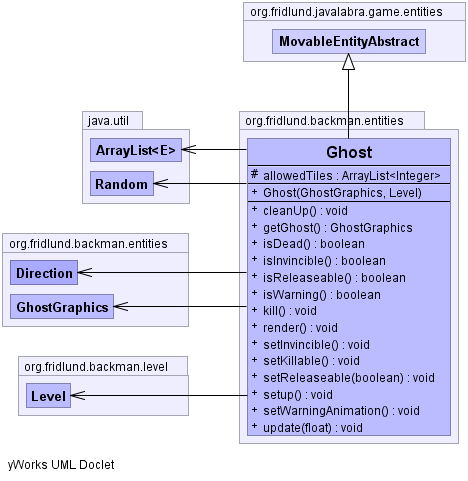 org.fridlund.javalabra.game.entities
MovableEntityAbstract
java.util
ArrayList<E>
Random
org.fridlund.backman.entities
Direction
GhostGraphics
org.fridlund.backman.level
Level
org.fridlund.backman.entities
Ghost
# allowedTiles : ArrayList<Integer>
+ Ghost(GhostGraphics, Level)
+ cleanUp() : void
+ getGhost() : GhostGraphics
+ isDead() : boolean
+ isInvincible() : boolean
+ isReleaseable() : boolean
+ isWarning() : boolean
+ kill() : void
+ render() : void
+ setInvincible() : void
+ setKillable() : void
+ setReleaseable(boolean) : void
+ setup() : void
+ setWarningAnimation() : void
+ update(float) : void
yWorks UML Doclet